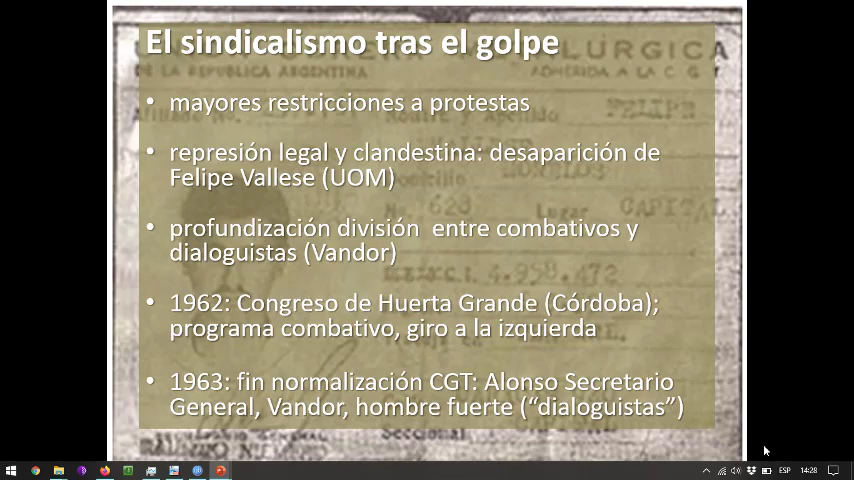 El sindicalismo tras el golpe
LÚRGICA
DE LA REPUBLICA ARGENTINA
ADHERIDA A LA C G T
• mayores restricciones a protestas
FELIPE
• represión legal y clandestina: desaparición de
Felipe Vallese (UOM)
MORELOS
628
Lugar CAPITAL
• profundización división entre combativos y
dialoguistas (Vandor)
4.958.472
• 1962: Congreso de Huerta Grande (Córdoba);
programa combativo, giro a la izquierda
• 1963: fin normalización CGT: Alonso Secretario
General, Vandor, hombre fuerte (“dialoguistas”)
Seccional
ESP
14:28